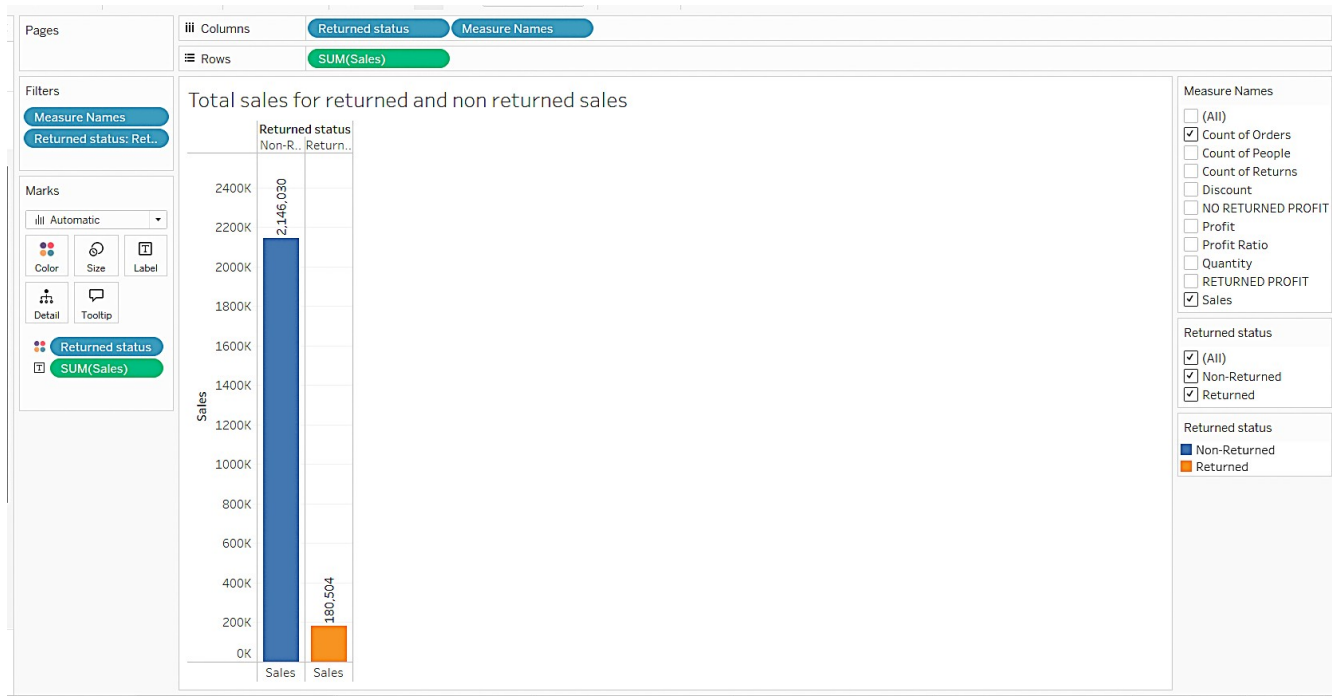 Pages
Columns
Returned status
Measure Names
Rows
SUM(Sales)
Filters
Measure Names
Returned status: Ret..
Marks
Automatic
Color
Size
Label
Detail
Tooltip
Returned status
SUM(Sales)
Total sales for returned and non returned sales
Returned status
Non-R.. Return..
2400K
2200K
2000K
1800K
1600K
1400K
1200K
1000K
800K
600K
400K
200K
0K
Sales
2,146,030
180,504
Sales Sales
Measure Names
(All)
Count of Orders
Count of People
Count of Returns
Discount
NO RETURNED PROFIT
Profit
Profit Ratio
Quantity
RETURNED PROFIT
Sales
Returned status
(All)
Non-Returned
Returned
Returned status
Non-Returned
Returned